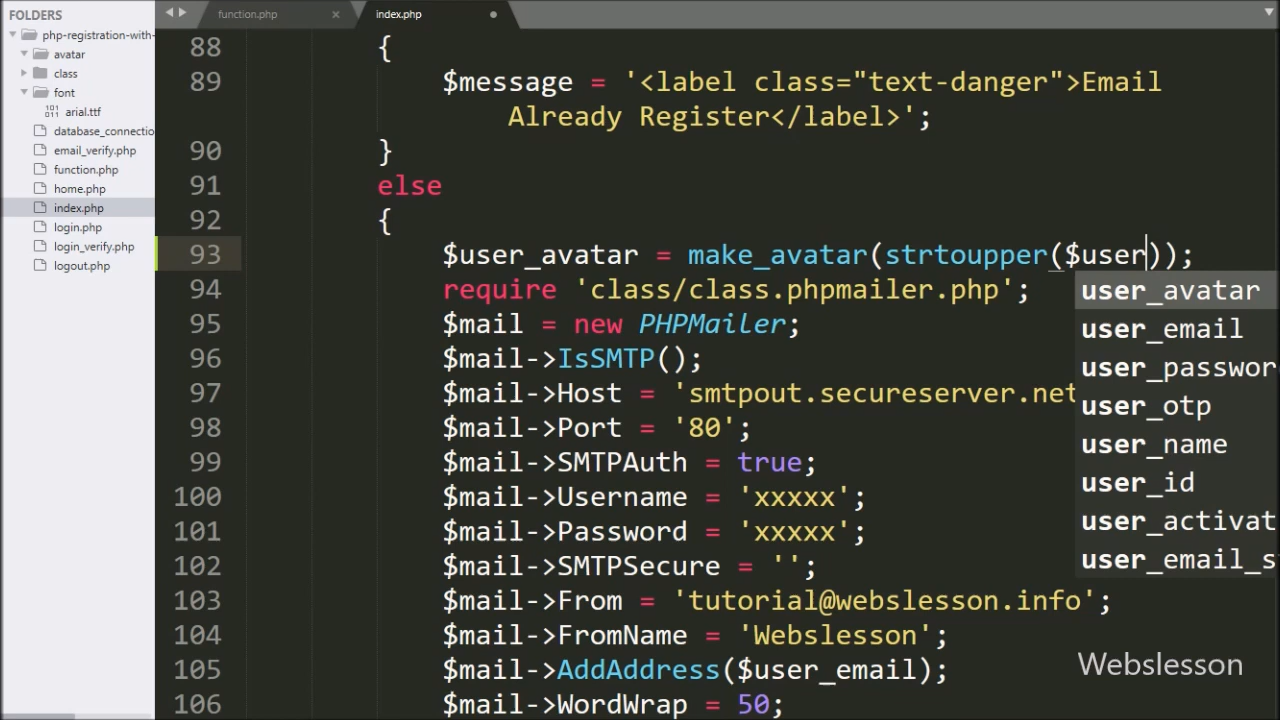 FOLDERS
php-registration-with-
avatar
class
font
arial.ttf
database_connectio
email_verify.php
function.php
home.php
index.php
login.php
login_verify.php
logout.php
function.php
index.php
88 {
89 $message = '<label class="text-danger">Email
Already Register</label>';
90 }
91 else
92 {
93 $user_avatar = make_avatar(strtoupper($user));
94 require 'class/class.phpmailer.php';
95 $mail = new PHPMailer;
96 $mail->IsSMTP();
97 $mail->Host = 'smtpout.secureserver.net
98 $mail->Port = '80';
99 $mail->SMTPAuth = true;
100 $mail->Username = 'xxxxx';
101 $mail->Password = 'xxxxx';
102 $mail->SMTPSecure = '';
103 $mail->From = 'tutorial@webslesson.info';
104 $mail->FromName = 'Webslesson';
105 $mail->AddAddress($user_email);
106 $mail->WordWrap = 50;
user_avatar
user_email
user_passwor
user_otp
user_name
user_id
user_activat
user_email_s
Webslesson